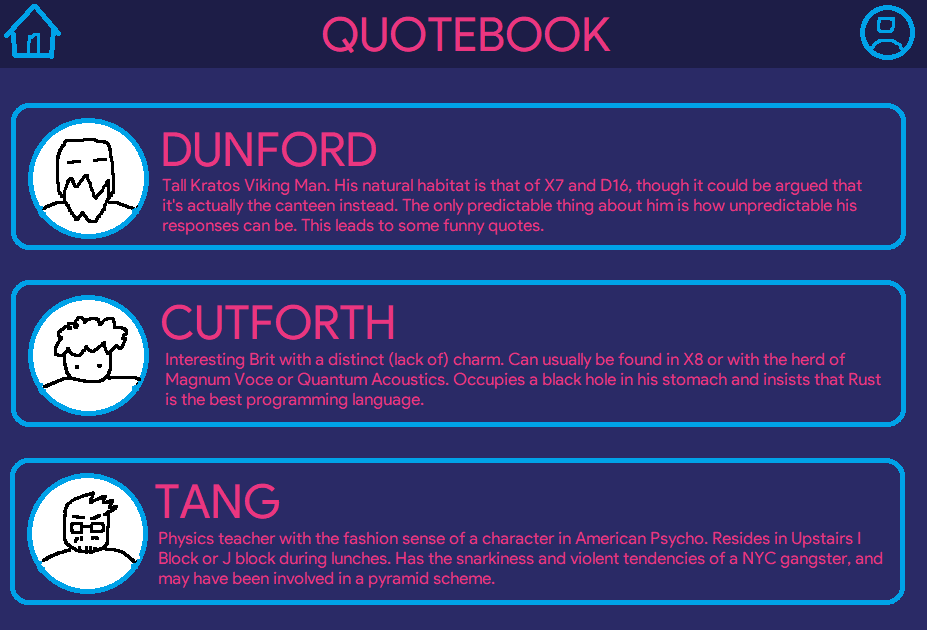 QUOTEBOOK
DUNFORD
Tall Kratos Viking Man. His natural habitat is that of X7 and D16, though it could be argued that
it's actually the canteen instead. The only predictable thing about him is how unpredictable his
responses can be. This leads to some funny quotes.
CUTFORTH
Interesting Brit with a distinct (lack of) charm. Can usually be found in X8 or with the herd of
Magnum Voce or Quantum Acoustics. Occupies a black hole in his stomach and insists that Rust
is the best programming language.
TANG
Physics teacher with the fashion sense of a character in American Psycho. Resides in Upstairs I
Block or J block during lunches. Has the snarkiness and violent tendencies of a NYC gangster, and
may have been involved in a pyramid scheme.